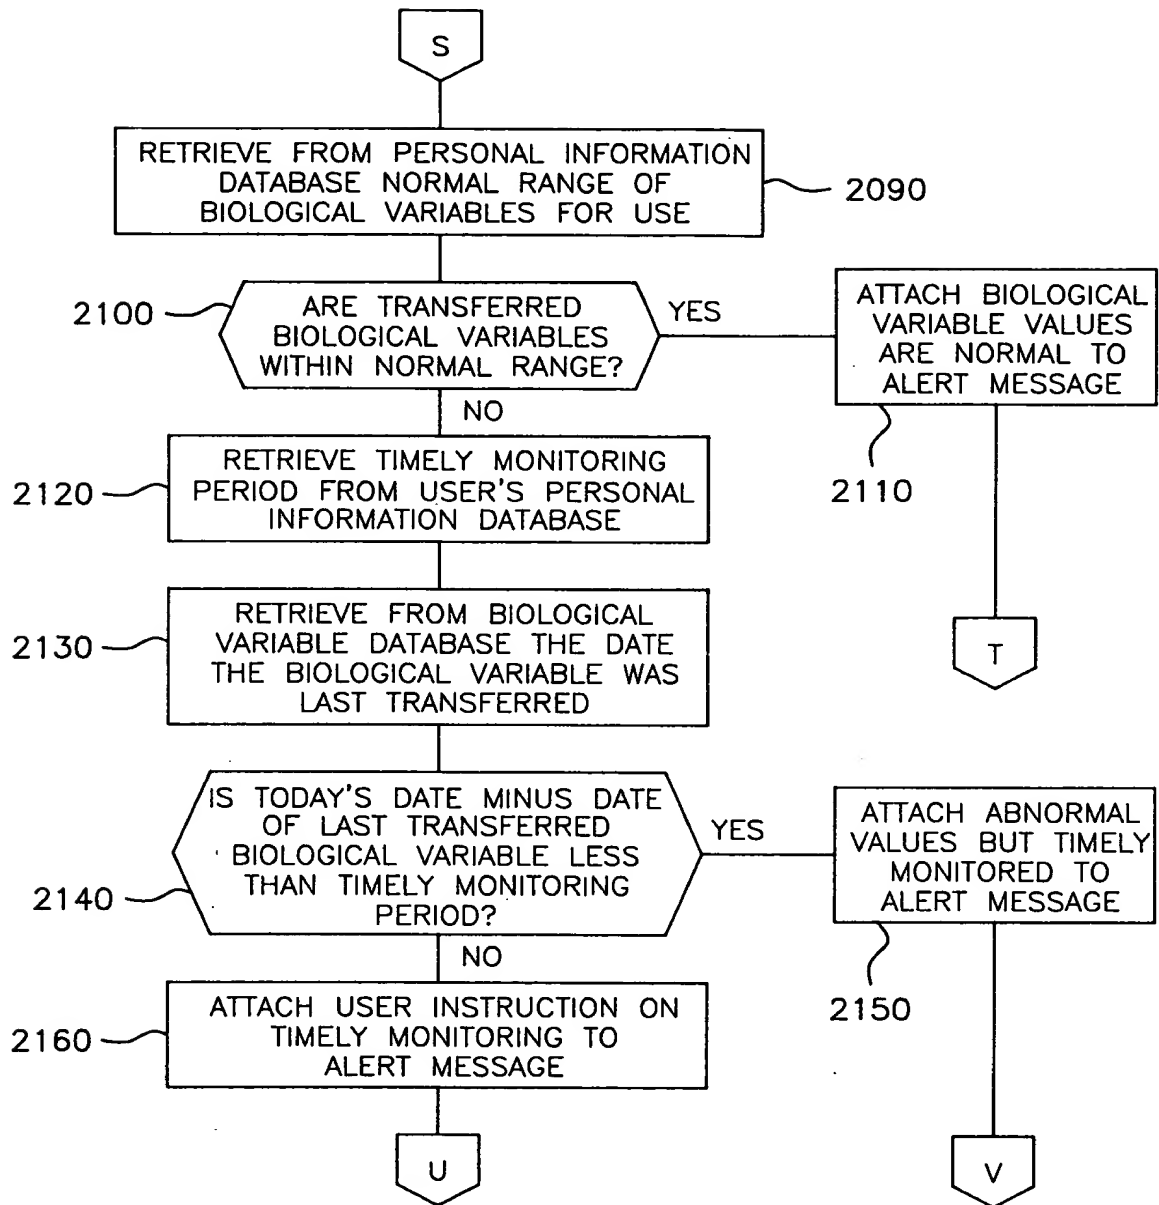 S
RETRIEVE FROM PERSONAL INFORMATION
DATABASE NORMAL RANGE OF
BIOLOGICAL VARIABLES FOR USE
2090
2100
ARE TRANSFERRED
BIOLOGICAL VARIABLES
WITHIN NORMAL RANGE?
YES
ATTACH BIOLOGICAL
VARIABLE VALUES
ARE NORMAL TO
ALERT MESSAGE
2110
NO
2120
RETRIEVE TIMELY MONITORING
PERIOD FROM USER'S PERSONAL
INFORMATION DATABASE
2130
RETRIEVE FROM BIOLOGICAL
VARIABLE DATABASE THE DATE
THE BIOLOGICAL VARIABLE WAS
LAST TRANSFERRED
T
IS TODAY'S DATE MINUS DATE
OF LAST TRANSFERRED
BIOLOGICAL VARIABLE LESS
THAN TIMELY MONITORING
PERIOD?
2140
YES
ATTACH ABNORMAL
VALUES BUT TIMELY
MONITORED TO
ALERT MESSAGE
2150
NO
2160
ATTACH USER INSTRUCTION ON
TIMELY MONITORING TO
ALERT MESSAGE
U
V